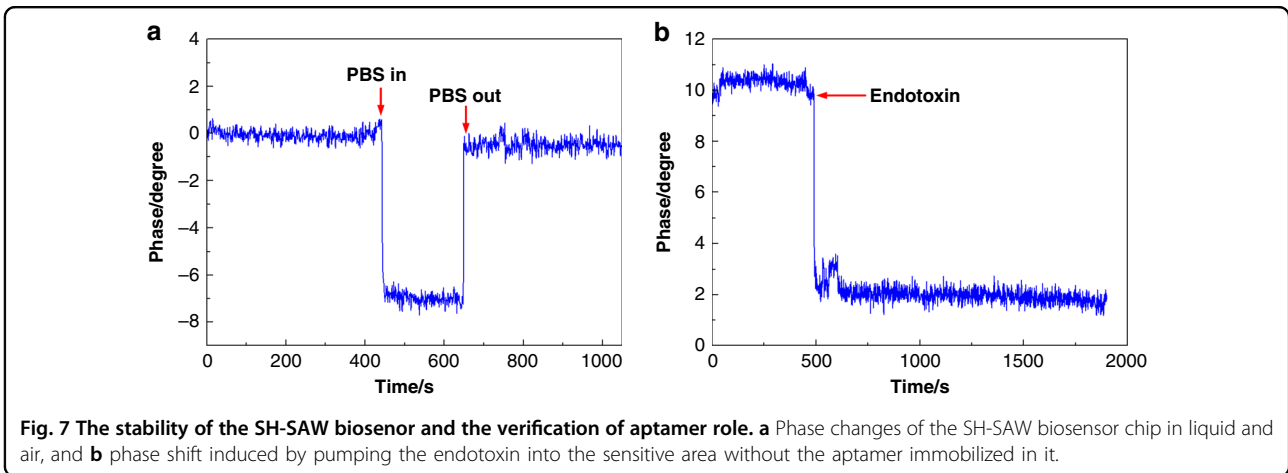 a
4
2
0
−2
−4
−6
−8
Phase/degree
PBS in
PBS out
0
200
400
600
800
1000
Time/s
b
12
10
8
6
4
2
0
Phase/degree
Endotoxin
0
500
1000
1500
2000
Time/s
Fig. 7 The stability of the SH-SAW biosenor and the verification of aptamer role. a Phase changes of the SH-SAW biosensor chip in liquid and
air, and b phase shift induced by pumping the endotoxin into the sensitive area without the aptamer immobilized in it.